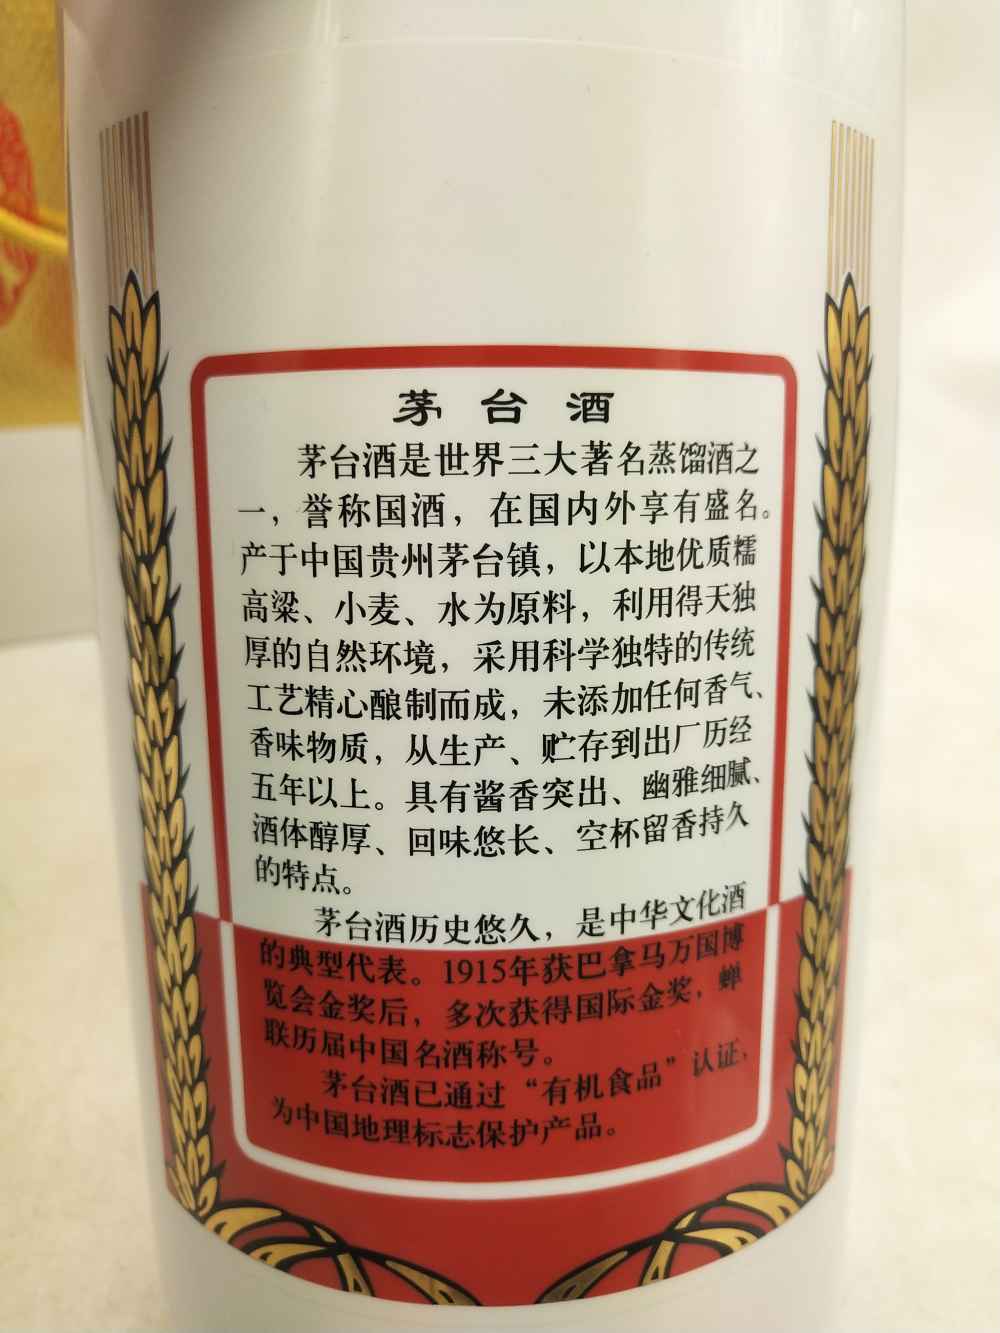 茅台酒
茅台酒是世界三大著名蒸馏酒之
一，誉称国酒，在国内外享有盛名。
产于中国贵州茅台镇，以本地优质糯
高粱、小麦、水为原料，利用得天独
厚的自然环境，采用科学独特的传统
工艺精心酿制而成，未添加任何香气、
香味物质，从生产、贮存到出厂历经
五年以上。具有酱香突出、幽雅细腻、
酒体醇厚、回味悠长、空杯留香持久
的特点。
茅台酒历史悠久，是中华文化酒
的典型代表。1915年获巴拿马万国博
览会金奖后，多次获得国际金奖，蝉
联历届中国名酒称号。
茅台酒已通过“有机食品”认证，
为中国地理标志保护产品。